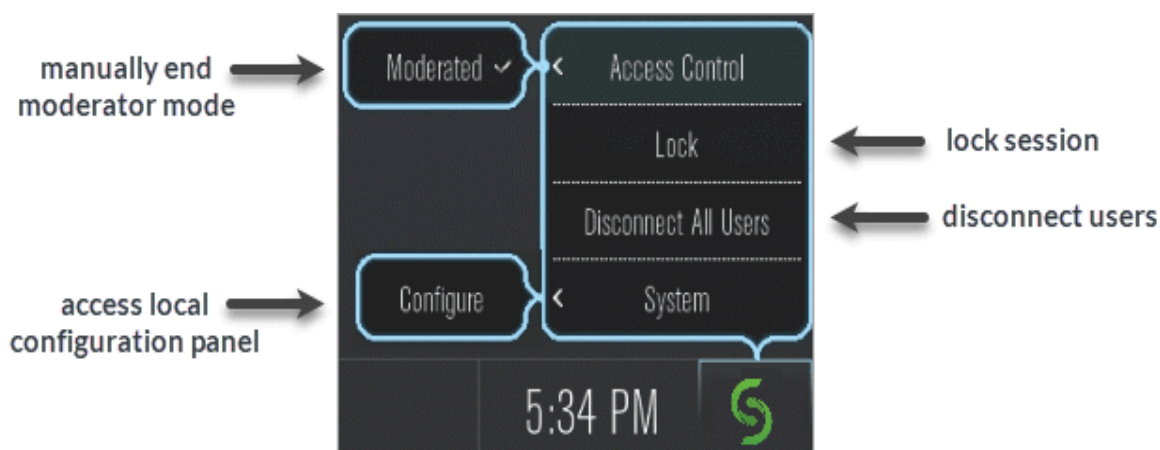 manually end
moderator mode
Moderated
Access Control
Lock
lock session
Disconnect All Users
disconnect users
access local
configuration panel
Configure
System
5:34 PM